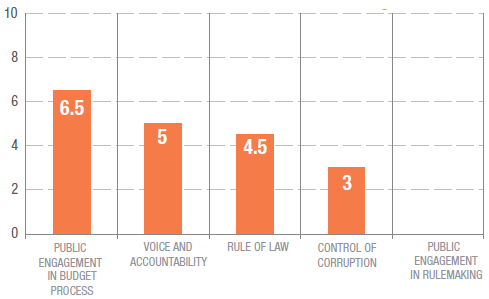 10
8
6
4
2
0
6.5
5
4.5
3
PUBLIC
ENGAGEMENT
IN BUDGET
PROCESS
VOICE AND
ACCOUNTABILITY
RULE OF LAW
CONTROL OF
CORRUPTION
PUBLIC
ENGAGEMENT
IN RULEMAKING